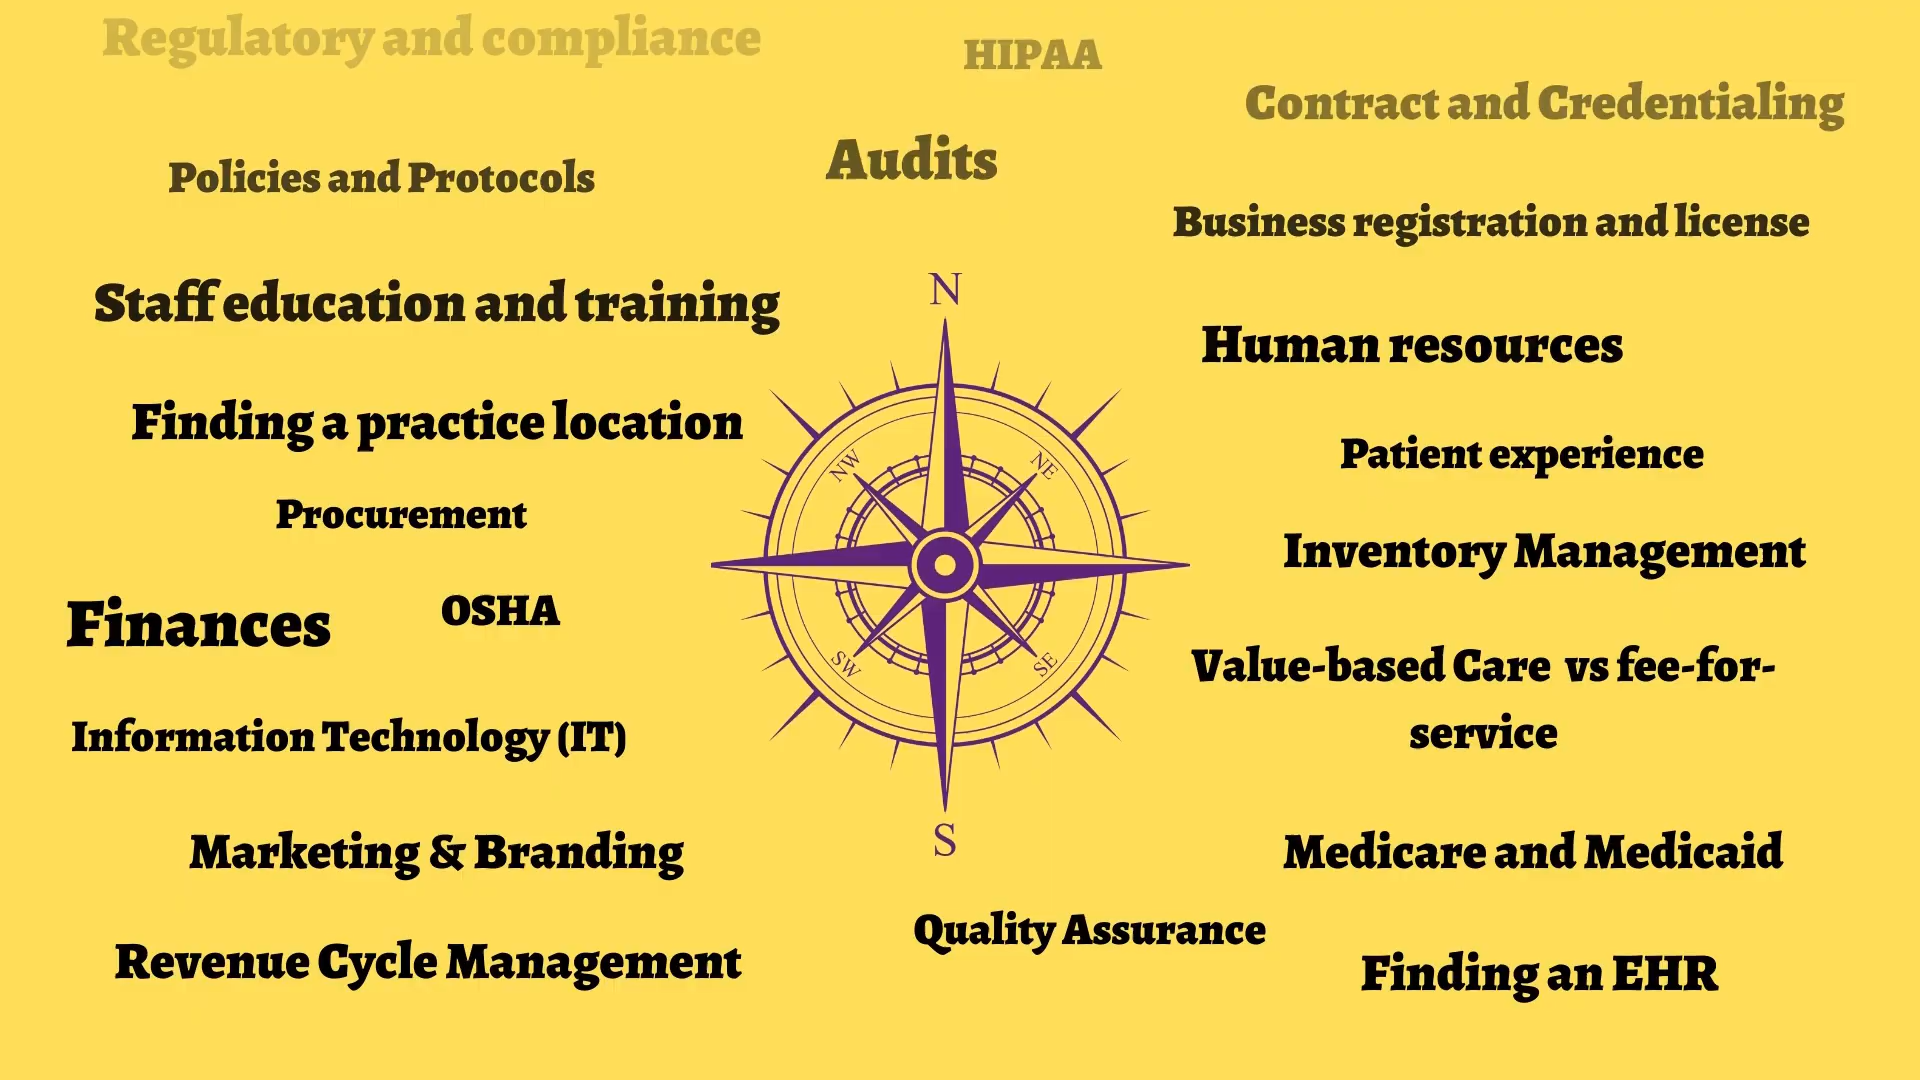 Regulatory and compliance
HIPAA
Contract and Credentialing
Audits
Policies and Protocols
Business registration and license
N
Staff education and training
Human resources
Finding a practice location
Patient experience
NW
NE
Procurement
Inventory Management
Finances
OSHA
SW
SE
Value-based Care vs fee-for-
service
Information Technology (IT)
S
Marketing & Branding
Medicare and Medicaid
Quality Assurance
Revenue Cycle Management
Finding an EHR